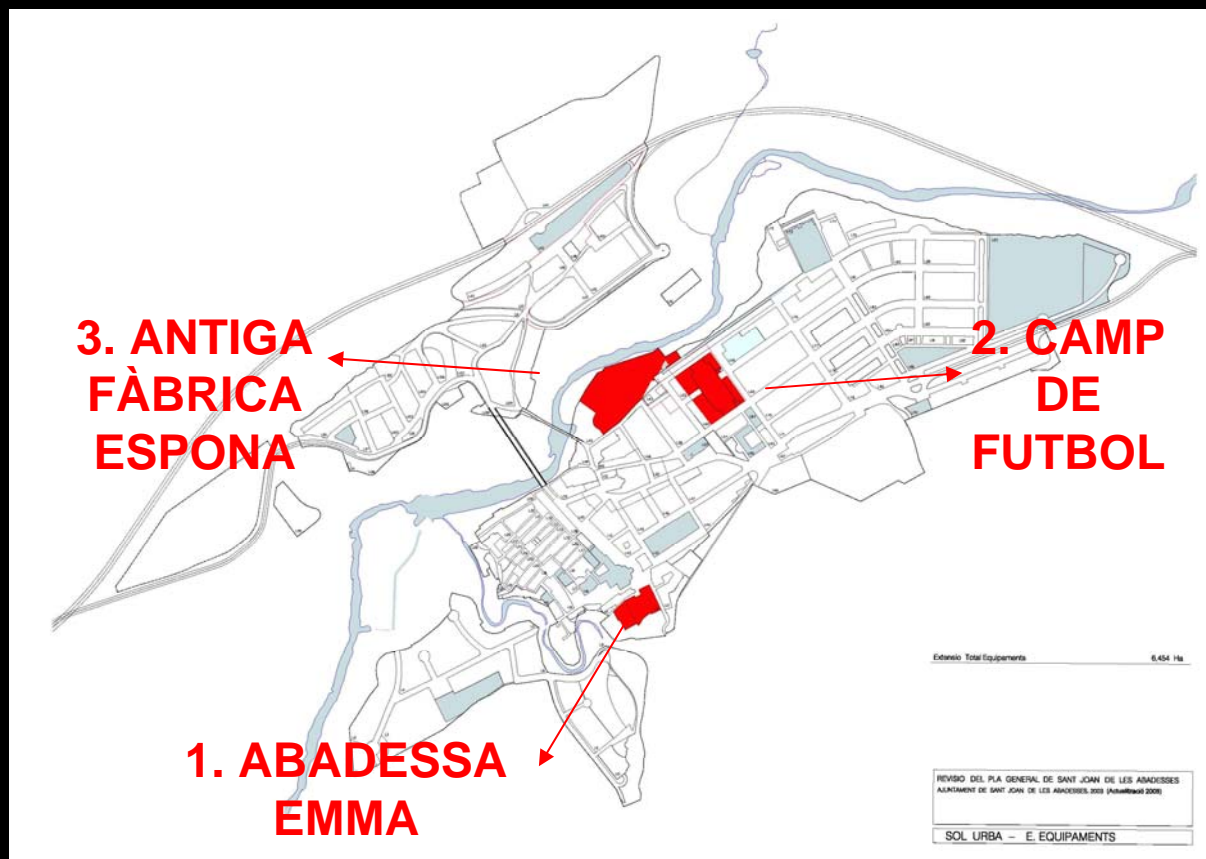 3. ANTIGA
FÀBRICA
ESPONA
2. CAMP
DE
FUTBOL
1. ABADESSA
EMMA
Extensio Total Equipaments 6,454 Ha
REVISIO DEL PLA GENERAL DE SANT JOAN DE LES ABADESSES
AJUNTAMENT DE SANT JOAN DE LES ABADESSES. 2003 (Actualització 2008)
SOL URBA – E. EQUIPAMENTS